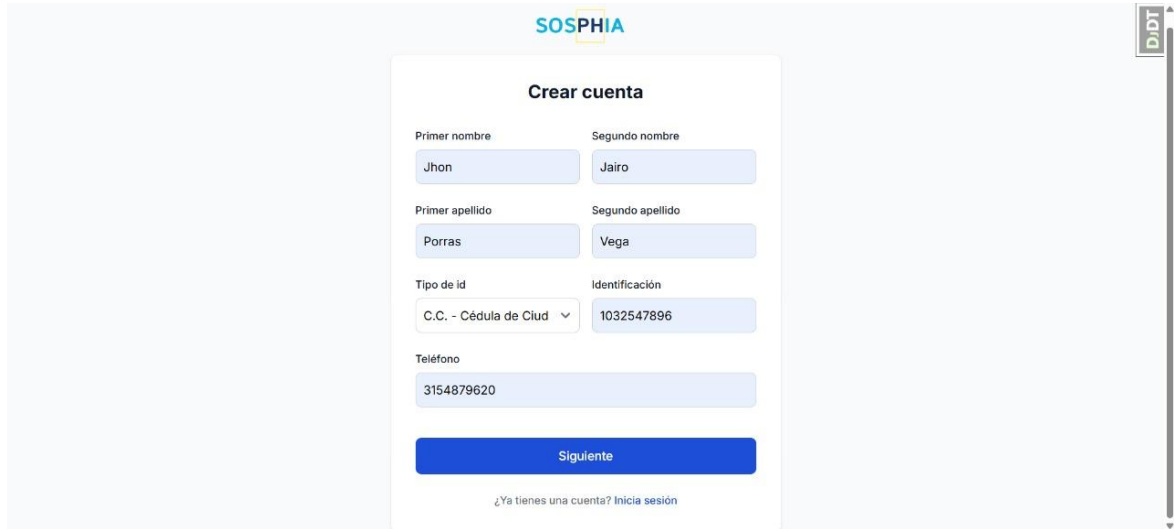 SOSPHIA
DJDT
Crear cuenta
Primer nombre Segundo nombre
Jhon Jairo
Primer apellido Segundo apellido
Porras Vega
Tipo de id Identificación
C.C. - Cédula de Ciud 1032547896
Teléfono
3154879620
Siguiente
¿Ya tienes una cuenta? Inicia sesión